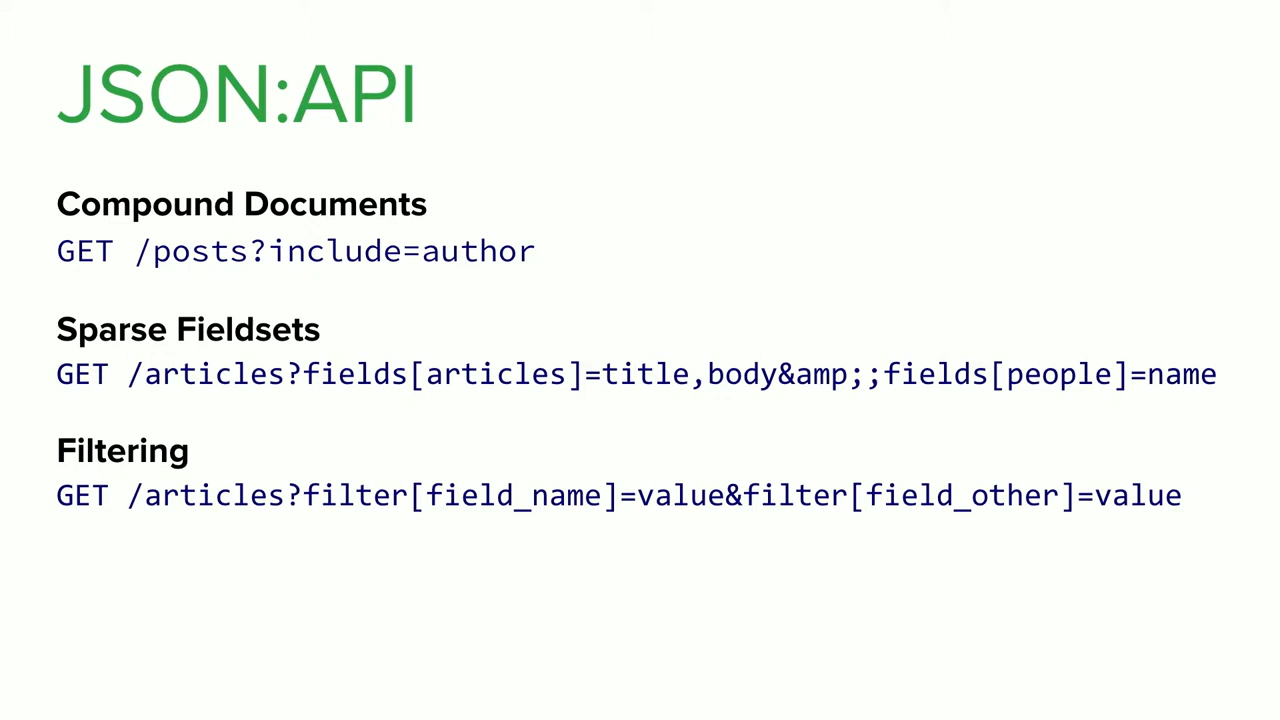 JSON:API
Compound Documents
GET /posts?include=author
Sparse Fieldsets
GET /articles?fields[articles]=title,body&amp;;fields[people]=name
Filtering
GET /articles?filter[field_name]=value&filter[field_other]=value